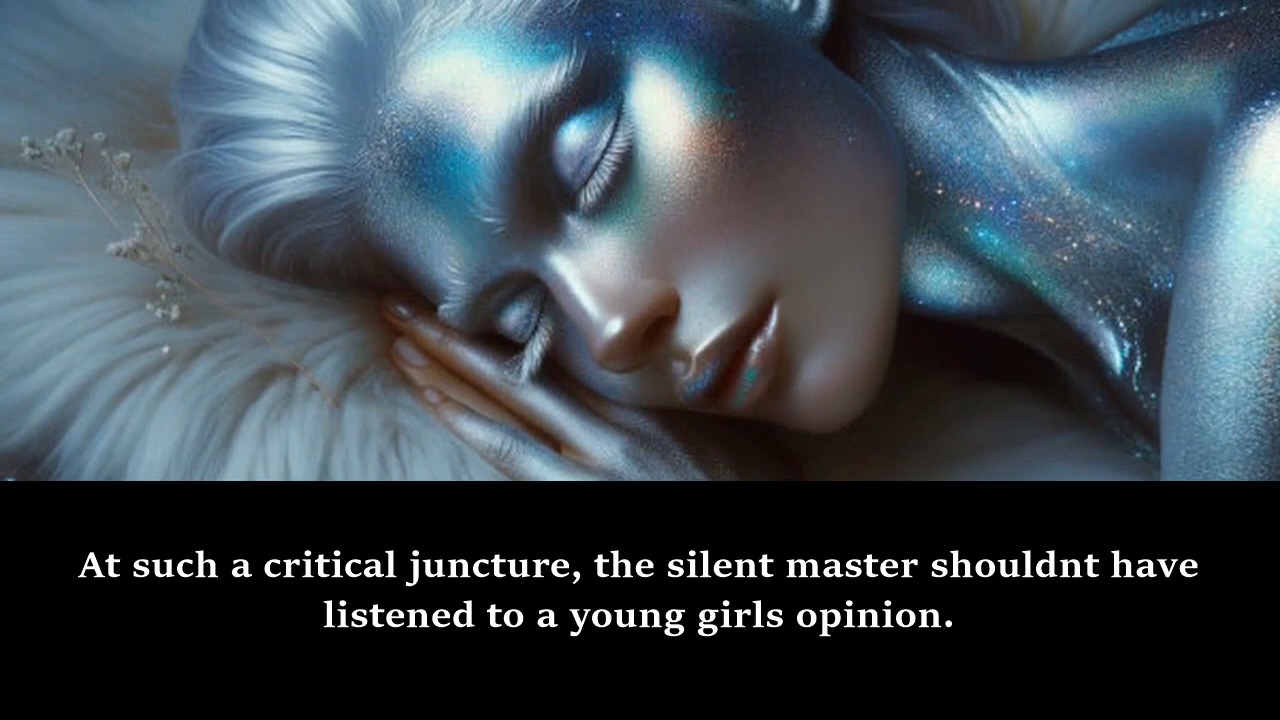 At such a critical juncture, the silent master shouldnt have
listened to a young girls opinion.